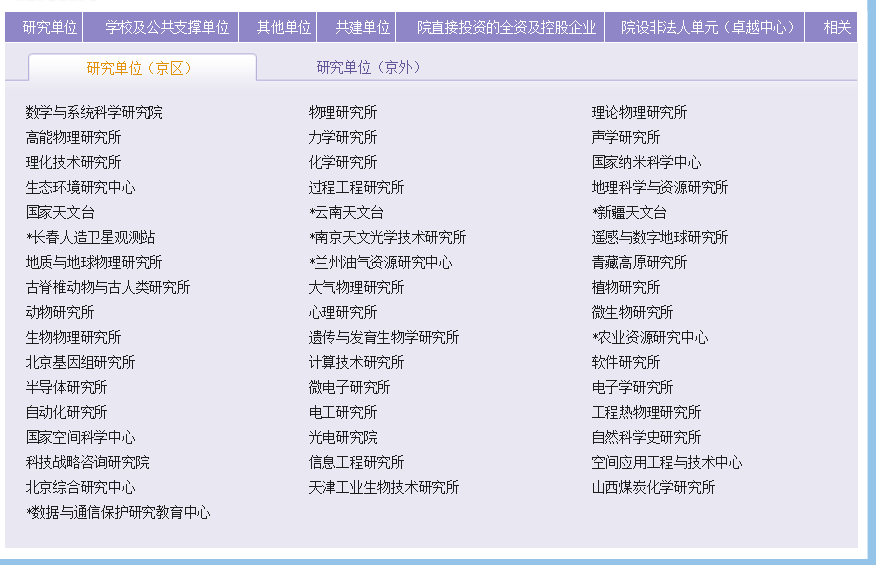 研究单位 学校及公共支撑单位 其他单位 共建单位 院直接投资的全资及控股企业 院设非法人单元（卓越中心） 相关
研究单位（京区） 研究单位（京外）
数学与系统科学研究院 物理研究所 理论物理研究所
高能物理研究所 力学研究所 声学研究所
理化技术研究所 化学研究所 国家纳米科学中心
生态环境研究中心 过程工程研究所 地理科学与资源研究所
国家天文台 *云南天文台 *新疆天文台
*长春人造卫星观测站 *南京天文光学技术研究所 遥感与数字地球研究所
地质与地球物理研究所 *兰州油气资源研究中心 青藏高原研究所
古脊椎动物与古人类研究所 大气物理研究所 植物研究所
动物研究所 心理研究所 微生物研究所
生物物理研究所 遗传与发育生物学研究所 *农业资源研究中心
北京基因组研究所 计算技术研究所 软件研究所
半导体研究所 微电子研究所 电子学研究所
自动化研究所 电工研究所 工程热物理研究所
国家空间科学中心 光电研究院 自然科学史研究所
科技战略咨询研究院 信息工程研究所 空间应用工程与技术中心
北京综合研究中心 天津工业生物技术研究所 山西煤炭化学研究所
*数据与通信保护研究教育中心